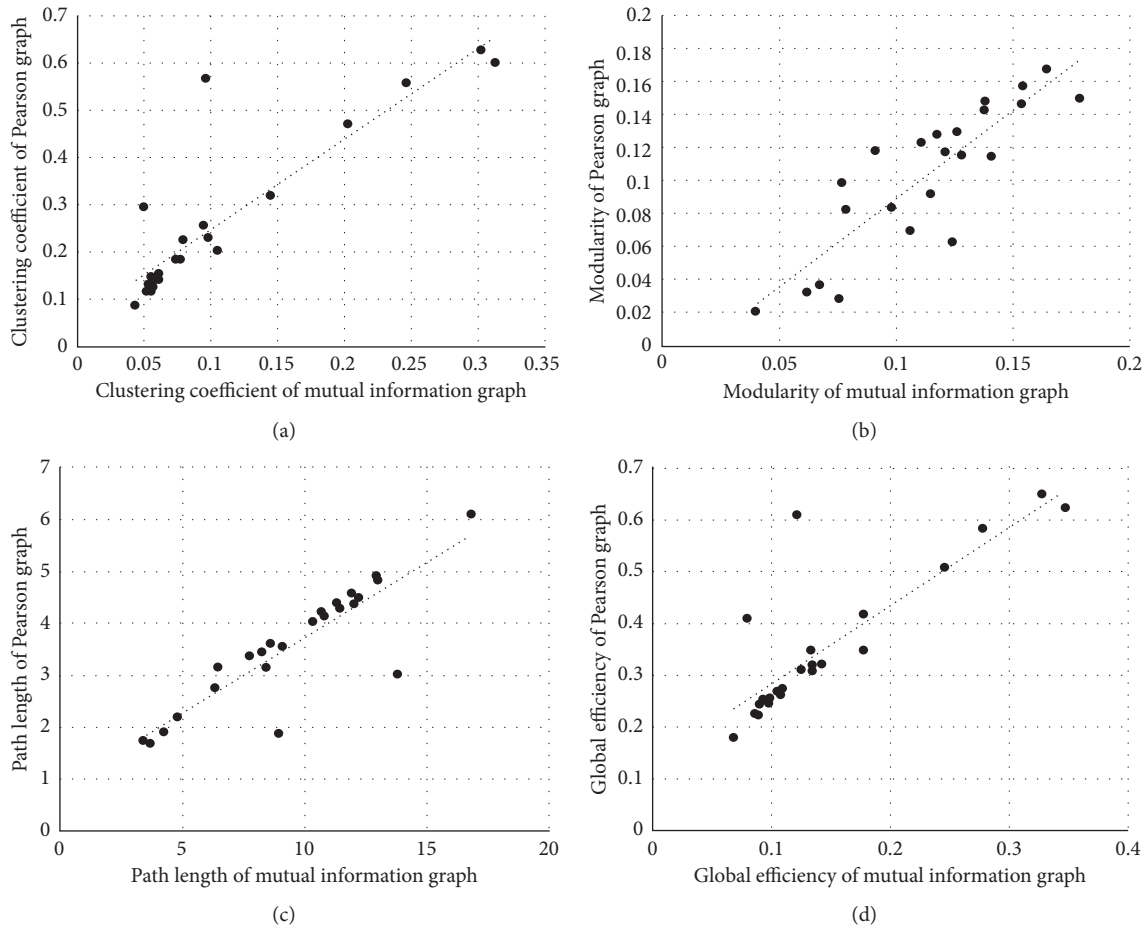 0.7
0.6
0.5
0.4
0.3
0.2
0.1
0
Clustering coefficient of Pearson graph
0.05 0.1 0.15 0.2 0.25 0.3 0.35
Clustering coefficient of mutual information graph
(a)
0.2
0.18
0.16
0.14
0.12
0.1
0.08
0.06
0.04
0.02
0
Modularity of Pearson graph
0 0.05 0.1 0.15 0.2
Modularity of mutual information graph
(b)
7
6
5
4
3
2
1
0
Path length of Pearson graph
0 5 10 15 20
Path length of mutual information graph
(c)
0.7
0.6
0.5
0.4
0.3
0.2
0.1
0
Global efficiency of Pearson graph
0 0.1 0.2 0.3 0.4
Global efficiency of mutual information graph
(d)